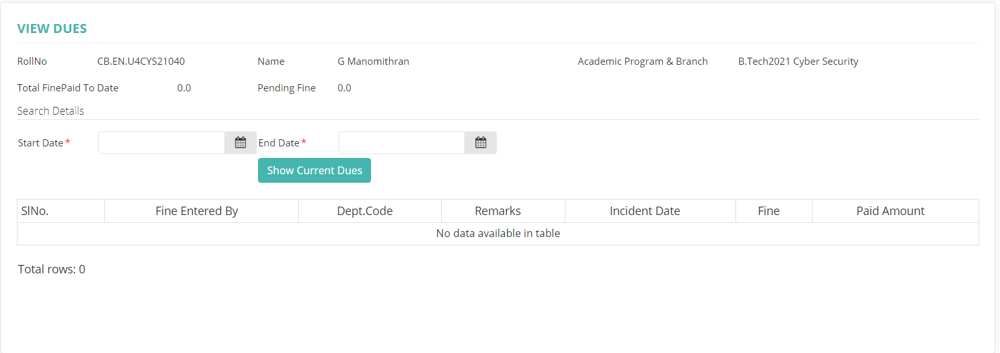 VIEW DUES
RollNo CB.EN.U4CYS21040 Name G Manomithran Academic Program & Branch B.Tech2021 Cyber Security
Total FinePaid To Date 0.0 Pending Fine 0.0
Search Details
Start Date* End Date*
Show Current Dues
SlNo. Fine Entered By Dept.Code Remarks Incident Date Fine Paid Amount
No data available in table
Total rows: 0